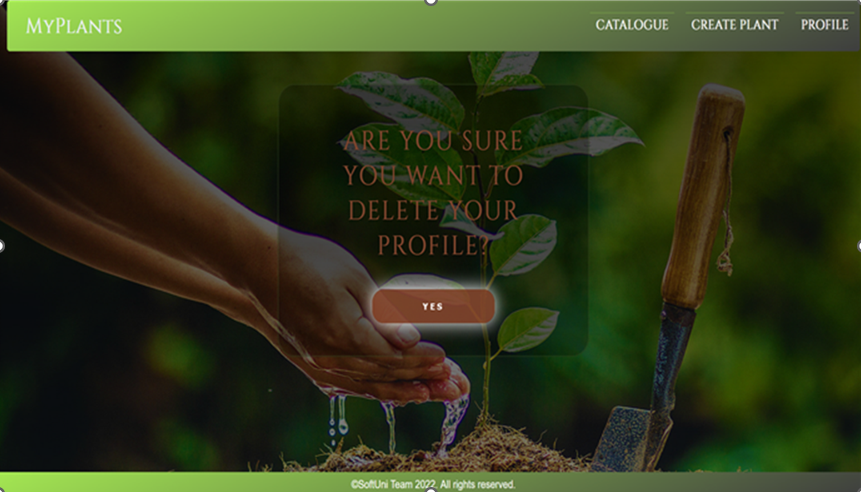 MyPlants
CATALOGUE CREATE PLANT PROFILE
ARE YOU SURE
YOU WANT TO
DELETE YOUR
PROFILE?
YES
©SoftUni Team 2022. All rights reserved.